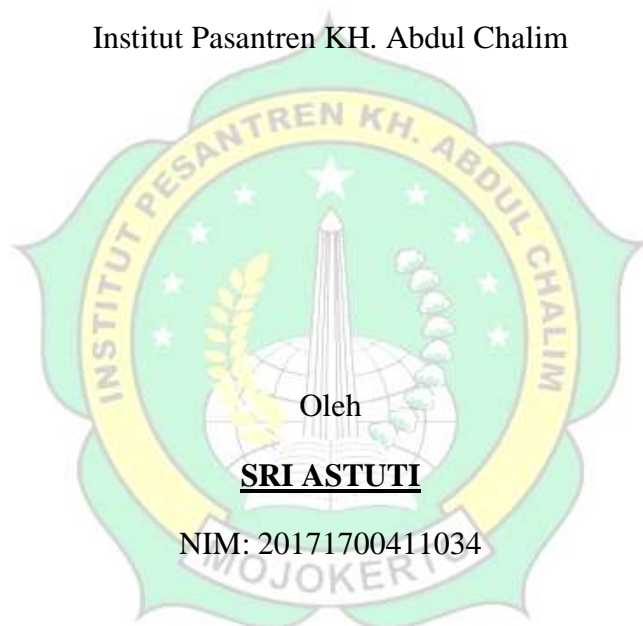 Institut Pasantren KH. Abdul Chalim
INSTITUT PESANTREN KH. ABDUL CHALIM
Oleh
SRI ASTUTI
NIM: 20171700411034
MOJOKERTO